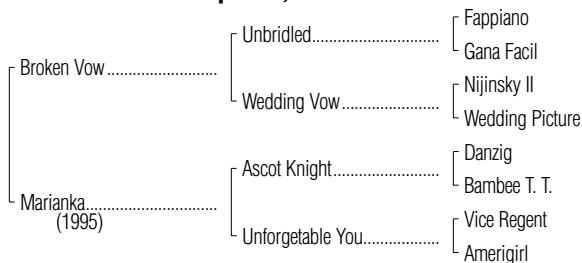 Fappiano
Unbridled
Gana Facil
Broken Vow
Nijinsky II
Wedding Vow
Wedding Picture
Danzig
Ascot Knight
Bambee T. T.
Marianka
(1995)
Vice Regent
Unforgetable You
Amerigirl